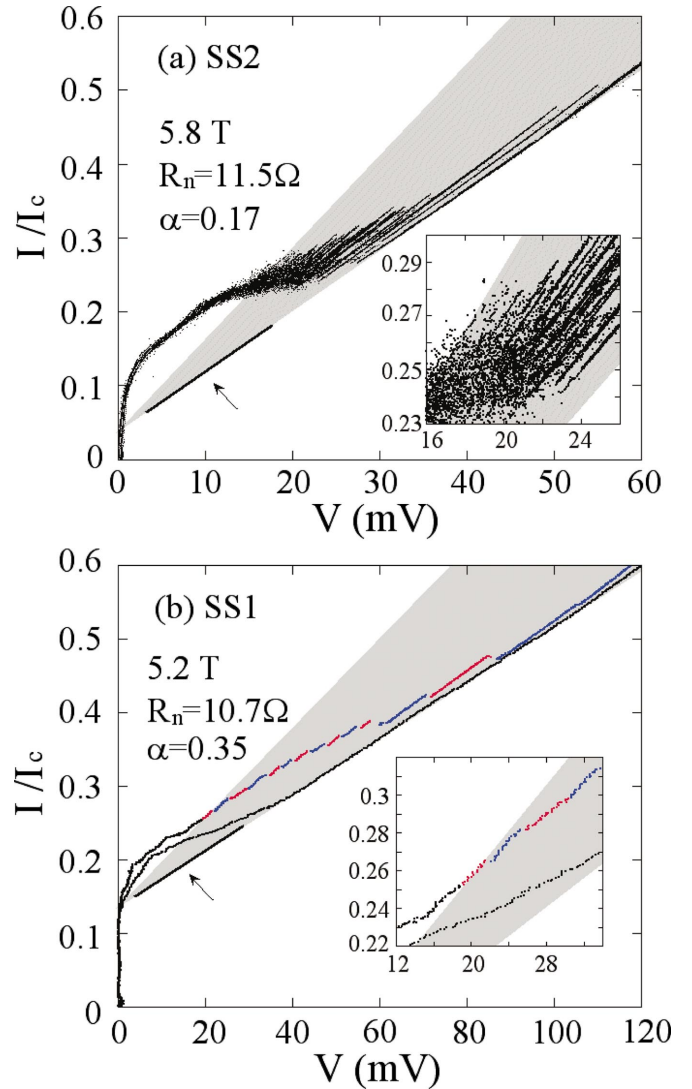 (a) SS2
5.8 T
Rn=11.5Ω
α=0.17
I /Ic
0.6
0.5
0.4
0.3
0.2
0.1
0
0.29
0.27
0.25
0.23
16 20 24
0 10 20 30 40 50 60
V (mV)
(b) SS1
5.2 T
Rn=10.7Ω
α=0.35
I /Ic
0.6
0.5
0.4
0.3
0.2
0.1
0
0.3
0.28
0.26
0.24
0.22
12 20 28
0 20 40 60 80 100 120
V (mV)